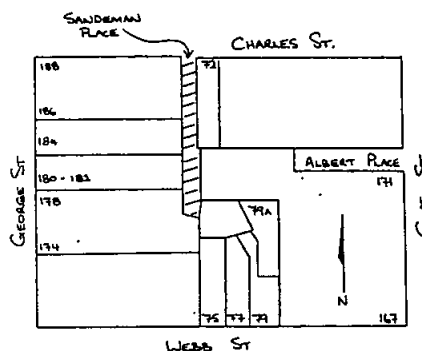 SANDEMAN
PLACE
CHARLES ST.
188
72
186
184
ALBERT PLACE
171
180 - 182
178
79A
GEORGE ST
174
N
75 77 79
167
WEBB ST